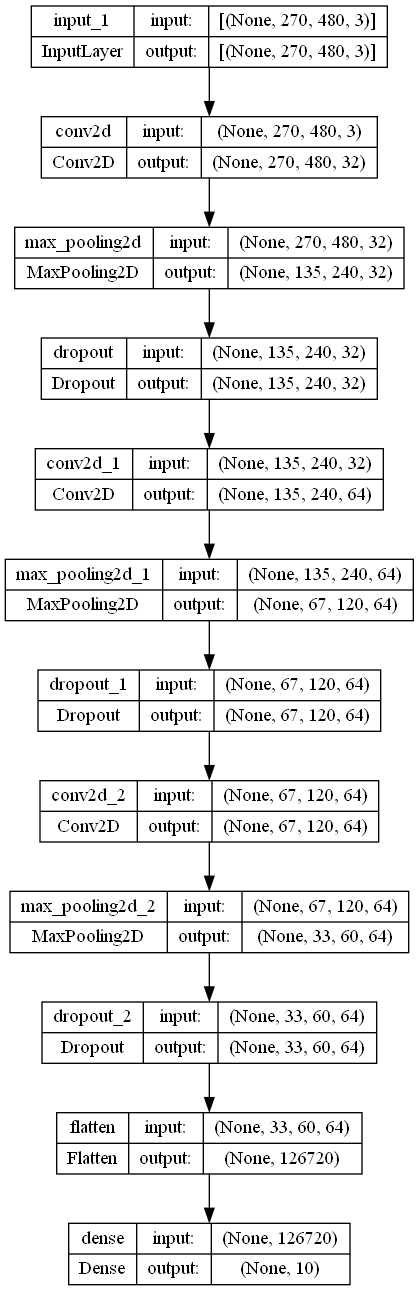 input_1 input: [(None, 270, 480, 3)]
InputLayer output: [(None, 270, 480, 3)]
conv2d input: (None, 270, 480, 3)
Conv2D output: (None, 270, 480, 32)
max_pooling2d input: (None, 270, 480, 32)
MaxPooling2D output: (None, 135, 240, 32)
dropout input: (None, 135, 240, 32)
Dropout output: (None, 135, 240, 32)
conv2d_1 input: (None, 135, 240, 32)
Conv2D output: (None, 135, 240, 64)
max_pooling2d_1 input: (None, 135, 240, 64)
MaxPooling2D output: (None, 67, 120, 64)
dropout_1 input: (None, 67, 120, 64)
Dropout output: (None, 67, 120, 64)
conv2d_2 input: (None, 67, 120, 64)
Conv2D output: (None, 67, 120, 64)
max_pooling2d_2 input: (None, 67, 120, 64)
MaxPooling2D output: (None, 33, 60, 64)
dropout_2 input: (None, 33, 60, 64)
Dropout output: (None, 33, 60, 64)
flatten input: (None, 33, 60, 64)
Flatten output: (None, 126720)
dense input: (None, 126720)
Dense output: (None, 10)